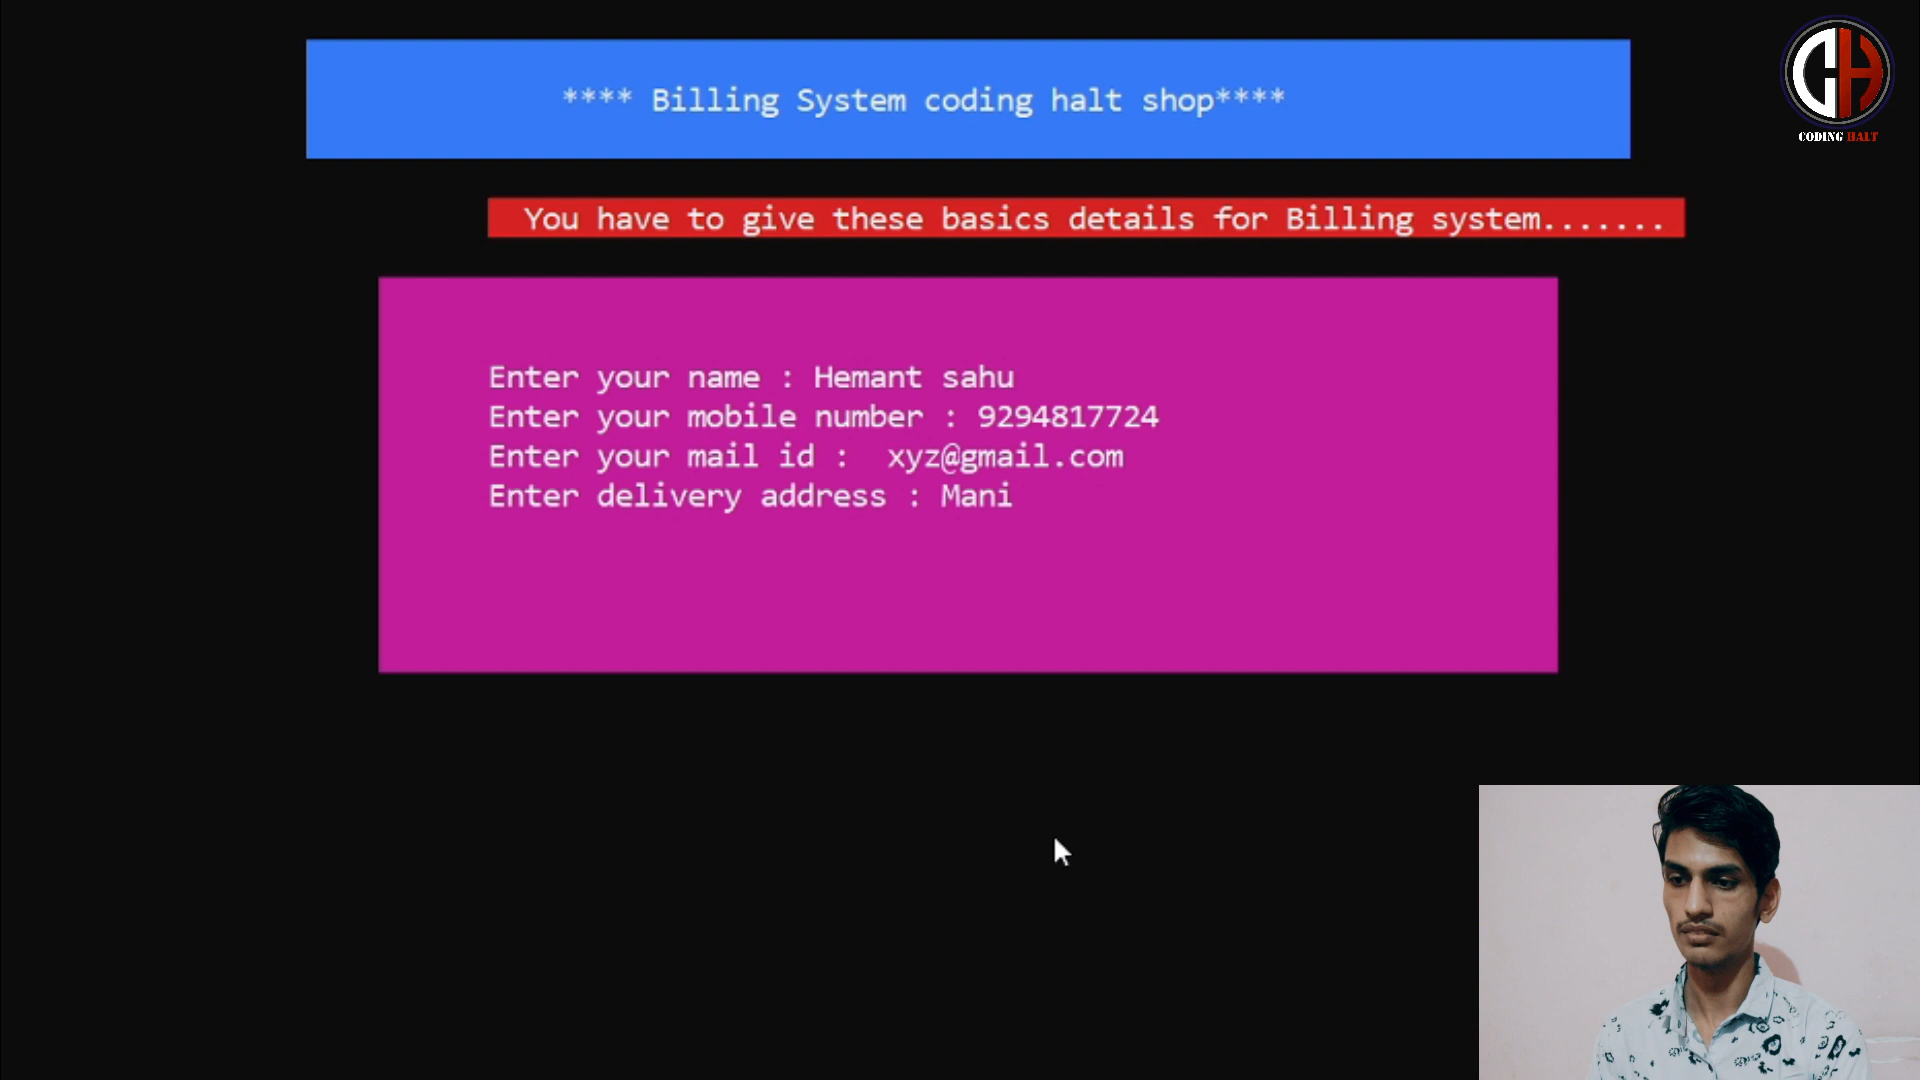 **** Billing System coding halt shop****
CODING HALT
You have to give these basics details for Billing system.......
Enter your name : Hemant sahu
Enter your mobile number : 9294817724
Enter your mail id :  xyz@gmail.com
Enter delivery address : Mani